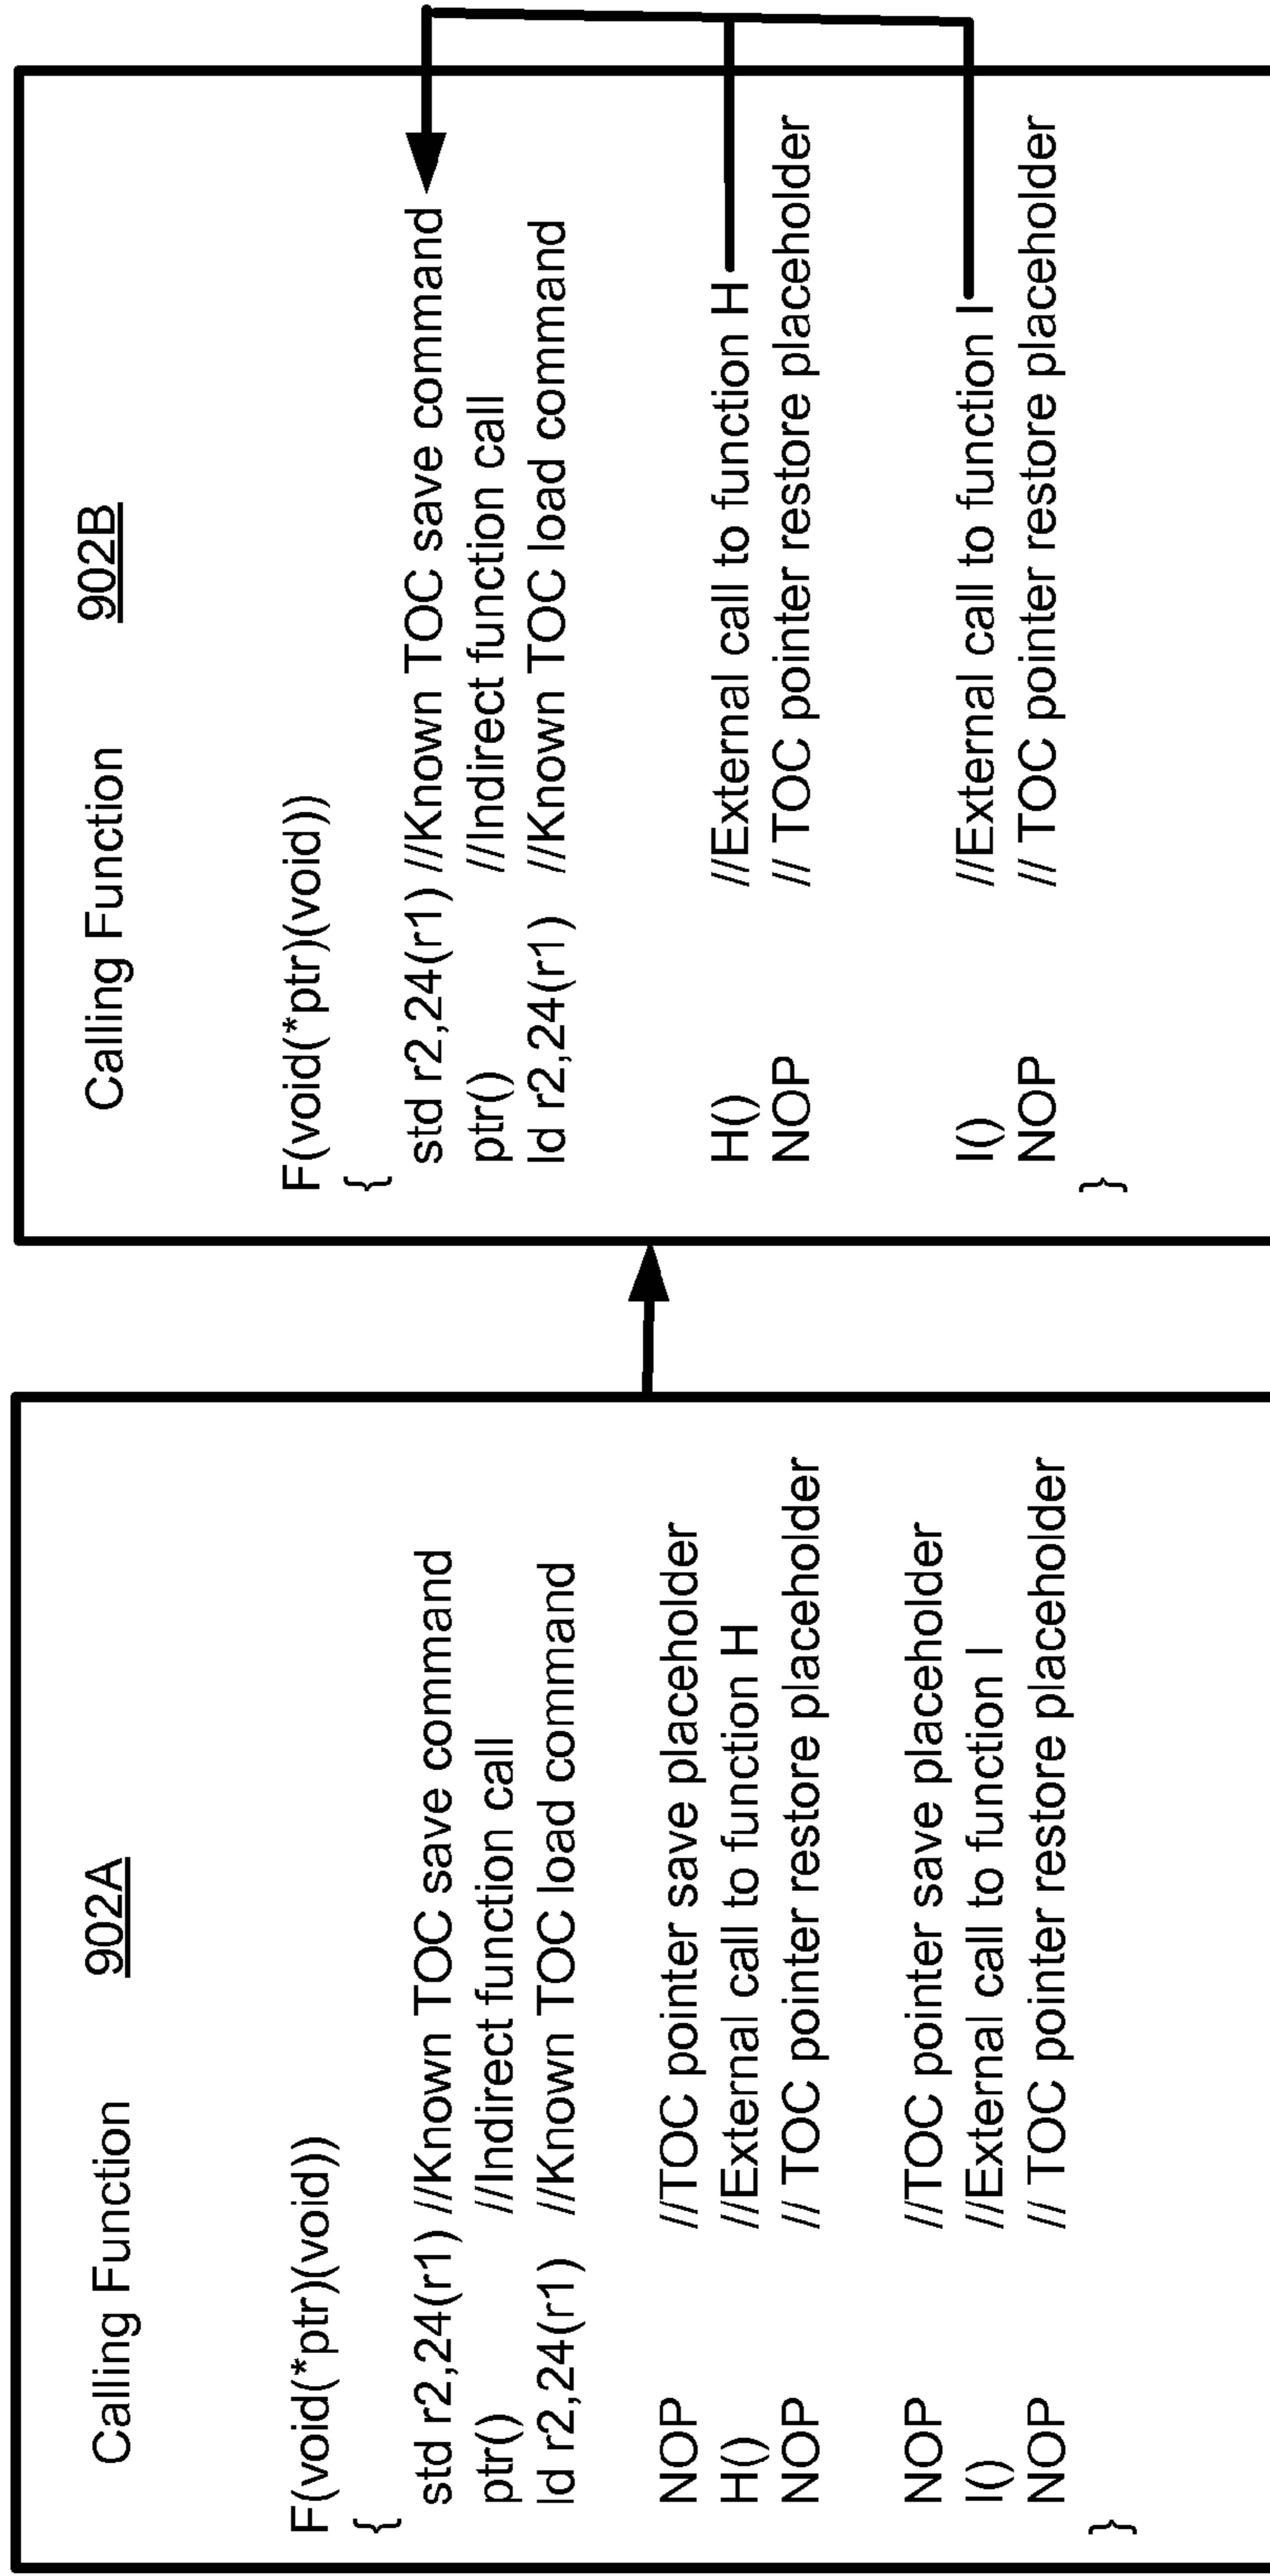 Calling Function 902A
F(void(*ptr)(void))
{
std r2,24(r1) //Known TOC save command
ptr() //Indirect function call
ld r2,24(r1) //Known TOC load command
NOP //TOC pointer save placeholder
H() //External call to function H
NOP // TOC pointer restore placeholder
NOP //TOC pointer save placeholder
I() //External call to function I
NOP // TOC pointer restore placeholder
}
Calling Function 902B
F(void(*ptr)(void))
{
std r2,24(r1) //Known TOC save command
ptr() //Indirect function call
ld r2,24(r1) //Known TOC load command
H() //External call to function H
NOP // TOC pointer restore placeholder
I() //External call to function I
NOP // TOC pointer restore placeholder
}